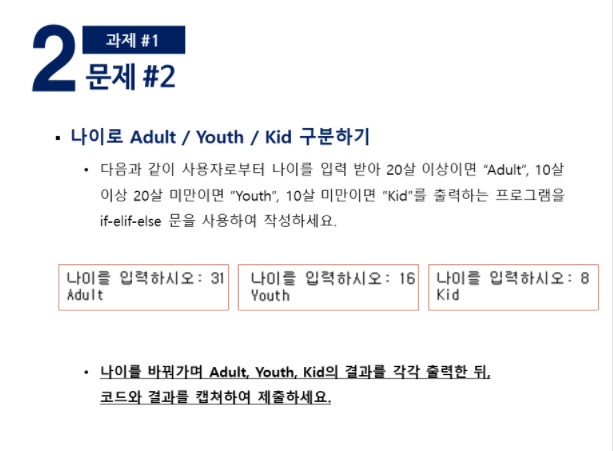 2
과제 #1
문제 #2
▪ 나이로 Adult / Youth / Kid 구분하기
• 다음과 같이 사용자로부터 나이를 입력 받아 20살 이상이면 “Adult”, 10살
이상 20살 미만이면 “Youth”, 10살 미만이면 “Kid”를 출력하는 프로그램을
if-elif-else 문을 사용하여 작성하세요.
나이를 입력하시오: 31
Adult
나이를 입력하시오: 16
Youth
나이를 입력하시오: 8
Kid
• 나이를 바꿔가며 Adult, Youth, Kid의 결과를 각각 출력한 뒤,
코드와 결과를 캡쳐하여 제출하세요.